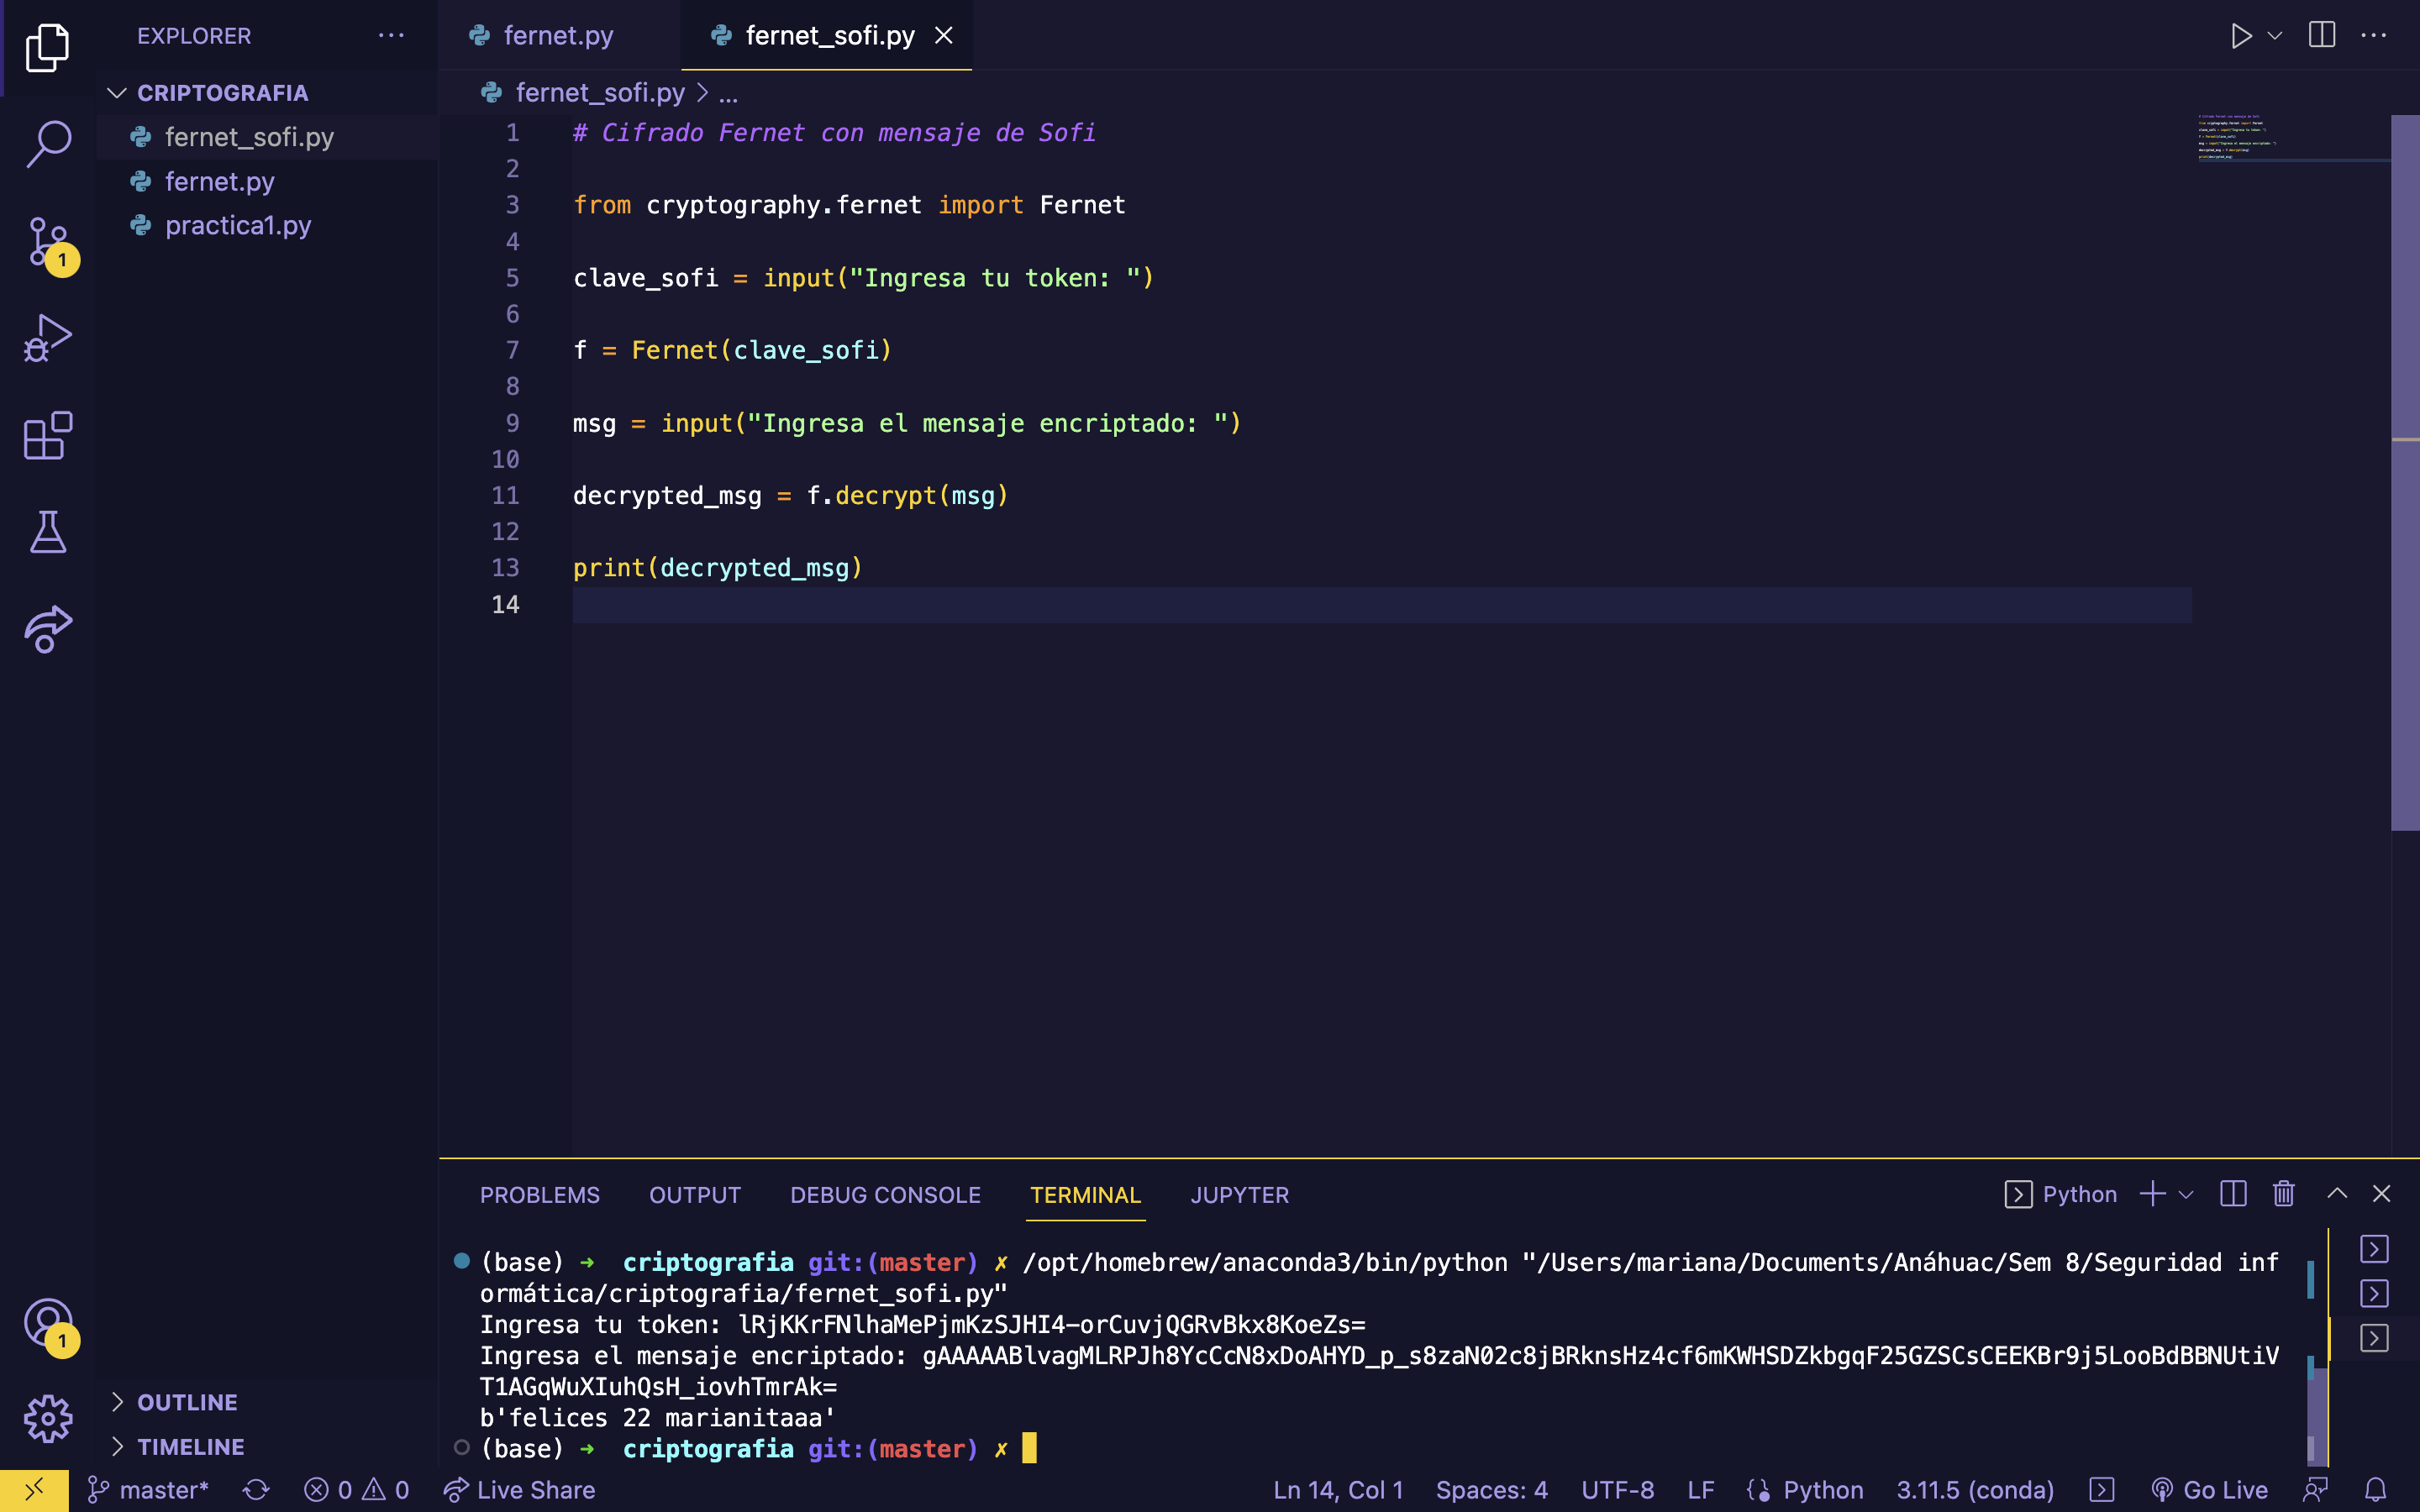 EXPLORER
CRIPTOGRAFIA
fernet_sofi.py
fernet.py
practica1.py
OUTLINE
TIMELINE
1
1
fernet.py
fernet_sofi.py
fernet_sofi.py > ...
1 # Cifrado Fernet con mensaje de Sofi
2
3 from cryptography.fernet import Fernet
4
5 clave_sofi = input("Ingresa tu token: ")
6
7 f = Fernet(clave_sofi)
8
9 msg = input("Ingresa el mensaje encriptado: ")
10
11 decrypted_msg = f.decrypt(msg)
12
13 print(decrypted_msg)
14
PROBLEMS OUTPUT DEBUG CONSOLE TERMINAL JUPYTER
Python
(base) ➜ criptografia git:(master) ✗ /opt/homebrew/anaconda3/bin/python "/Users/mariana/Documents/Anáhuac/Sem 8/Seguridad inf
ormática/criptografia/fernet_sofi.py"
Ingresa tu token: lRjKKrFNlhaMePjmKzSJHI4-orCuvjQGRvBkx8KoeZs=
Ingresa el mensaje encriptado: gAAAAABlvagMLRPJh8YcCcN8xDoAHYD_p_s8zaN02c8jBRknsHz4cf6mKWHSDZkbgqF25GZSCsCEEKBr9j5LooBdBBNUtiV
T1AGqWuXIuhQsH_iovhTmrAk=
b'felices 22 marianitaaa'
(base) ➜ criptografia git:(master) ✗
master* 0 0 Live Share Ln 14, Col 1 Spaces: 4 UTF-8 LF Python 3.11.5 (conda) Go Live